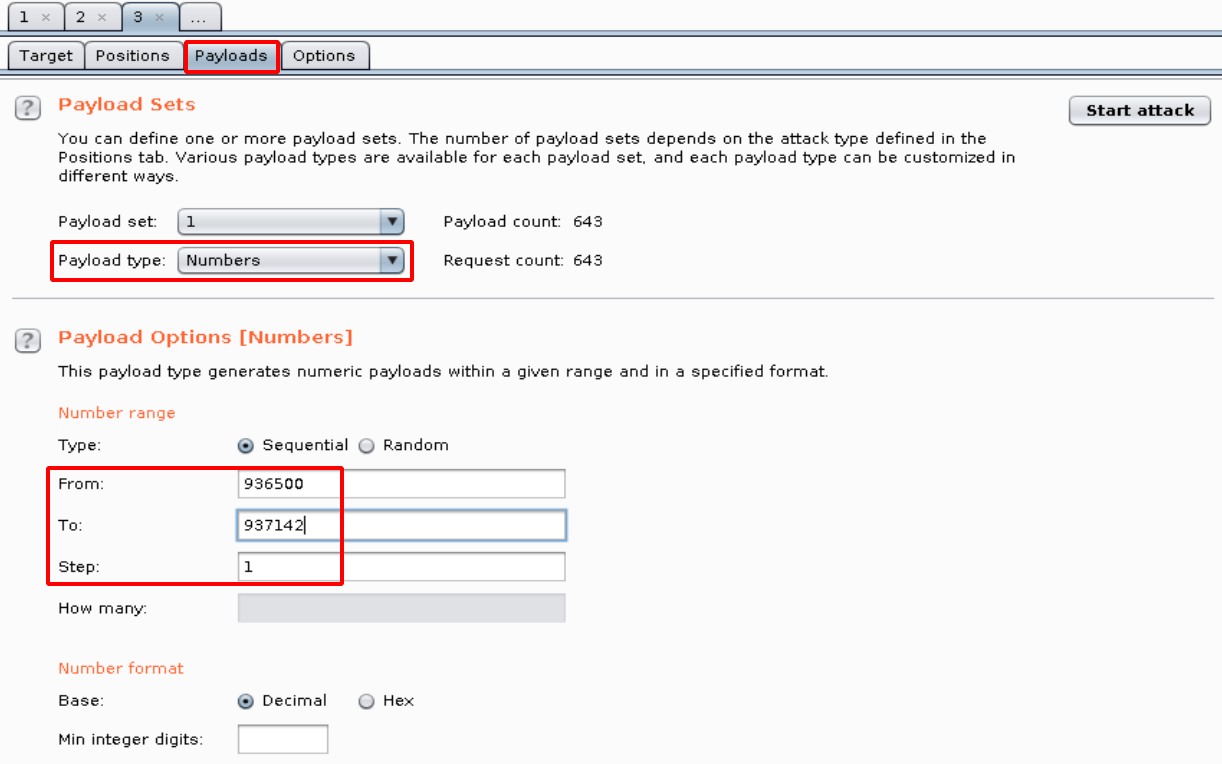 1 × 2 × 3 × ...
Target Positions Payloads Options
? Payload Sets Start attack
You can define one or more payload sets. The number of payload sets depends on the attack type defined in the
Positions tab. Various payload types are available for each payload set, and each payload type can be customized in
different ways.
Payload set: 1 Payload count: 643
Payload type: Numbers Request count: 643
? Payload Options [Numbers]
This payload type generates numeric payloads within a given range and in a specified format.
Number range
Type: Sequential Random
From: 936500
To: 937142
Step: 1
How many:
Number format
Base: Decimal Hex
Min integer digits: